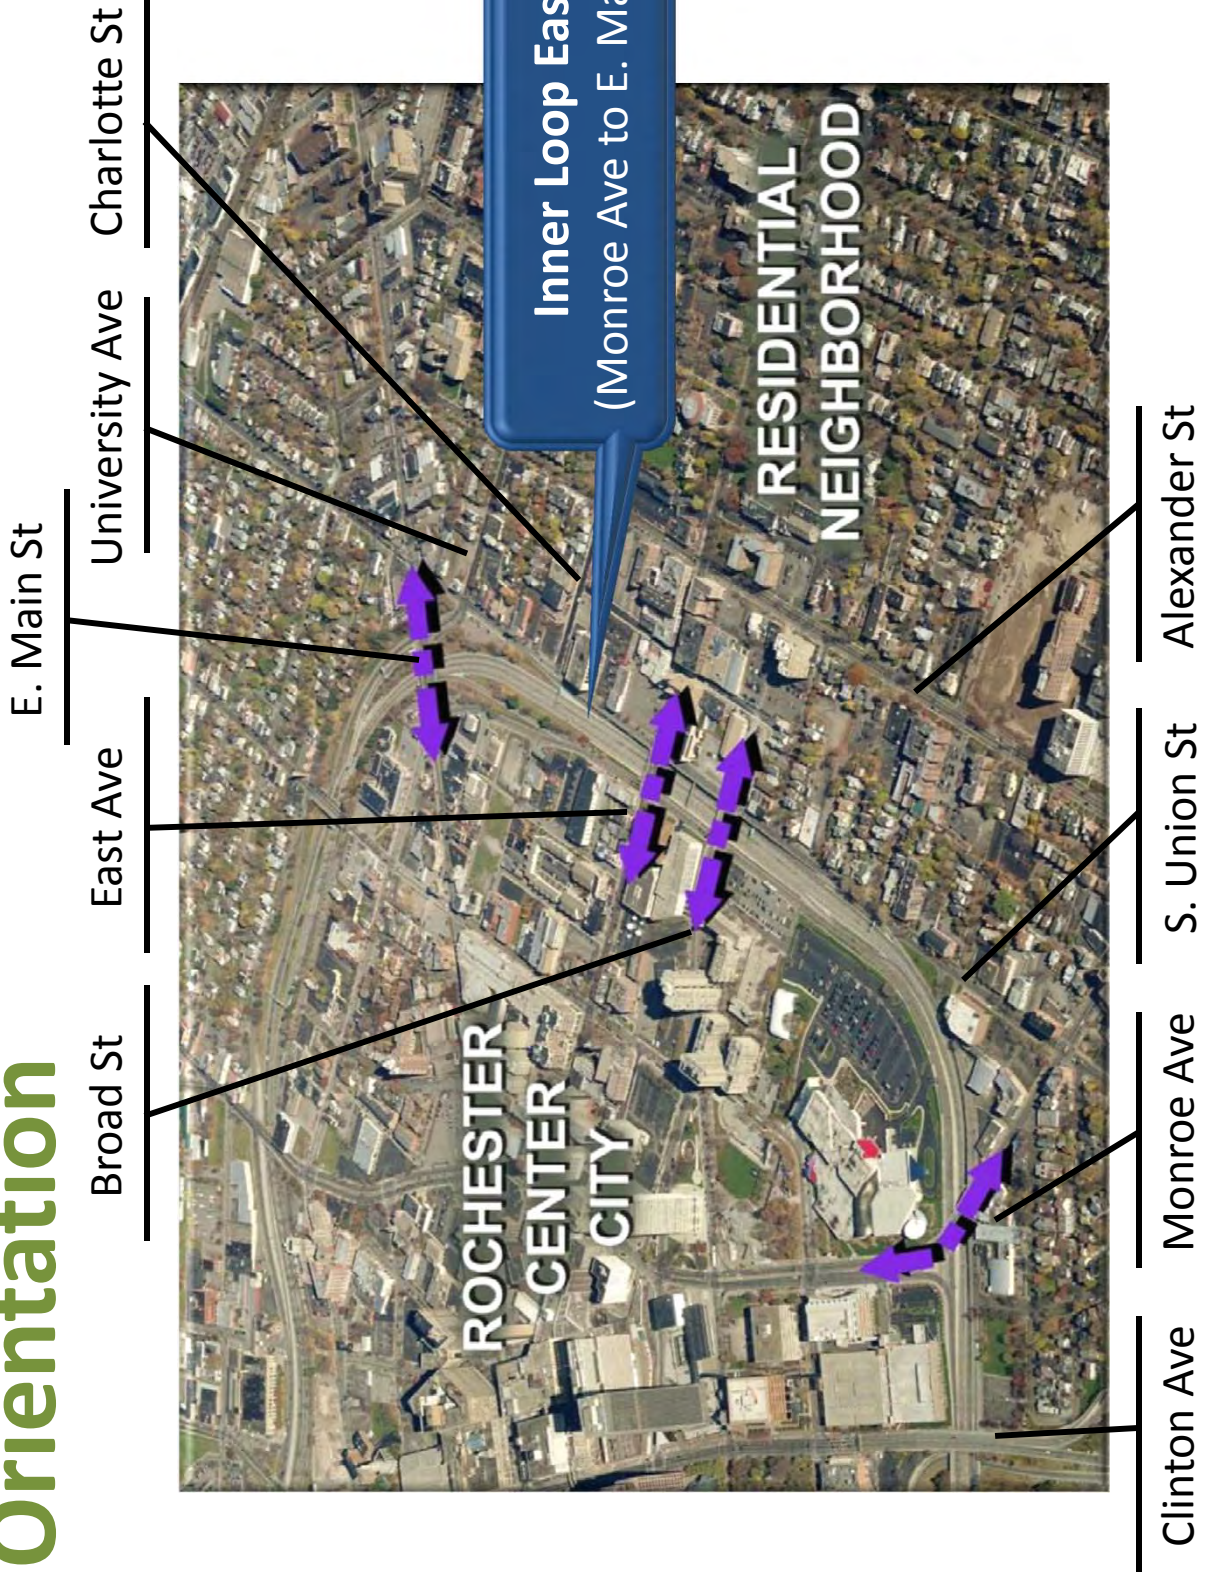 Orientation
E. Main St
Broad St
East Ave
University Ave
Charlotte St
Inner Loop Eas
(Monroe Ave to E. Ma
ROCHESTER
CENTER
CITY
RESIDENTIAL
NEIGHBORHOOD
Clinton Ave
Monroe Ave
S. Union St
Alexander St